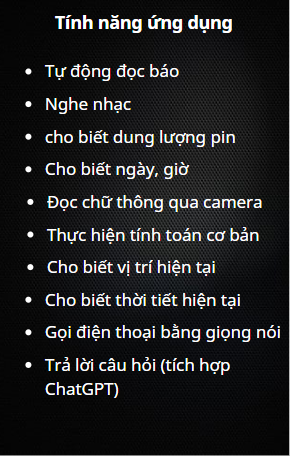 Tính năng ứng dụng
• Tự động đọc báo
• Nghe nhạc
• cho biết dung lượng pin
• Cho biết ngày, giờ
• Đọc chữ thông qua camera
• Thực hiện tính toán cơ bản
• Cho biết vị trí hiện tại
• Cho biết thời tiết hiện tại
• Gọi điện thoại bằng giọng nói
• Trả lời câu hỏi (tích hợp
ChatGPT)